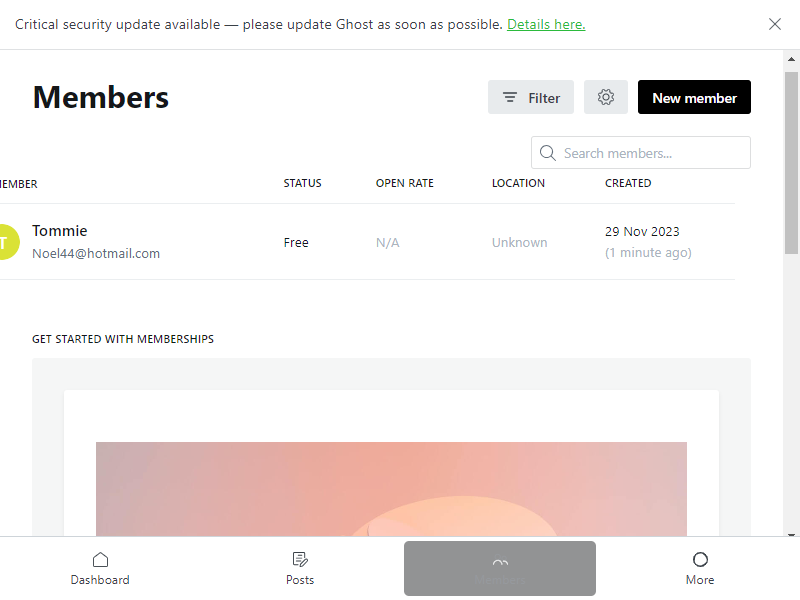 Critical security update available — please update Ghost as soon as possible. Details here.
Members
Filter
New member
Search members...
EMBER STATUS OPEN RATE LOCATION CREATED
T
Tommie
Noel44@hotmail.com
Free
N/A
Unknown
29 Nov 2023
(1 minute ago)
GET STARTED WITH MEMBERSHIPS
Dashboard
Posts
Members
More